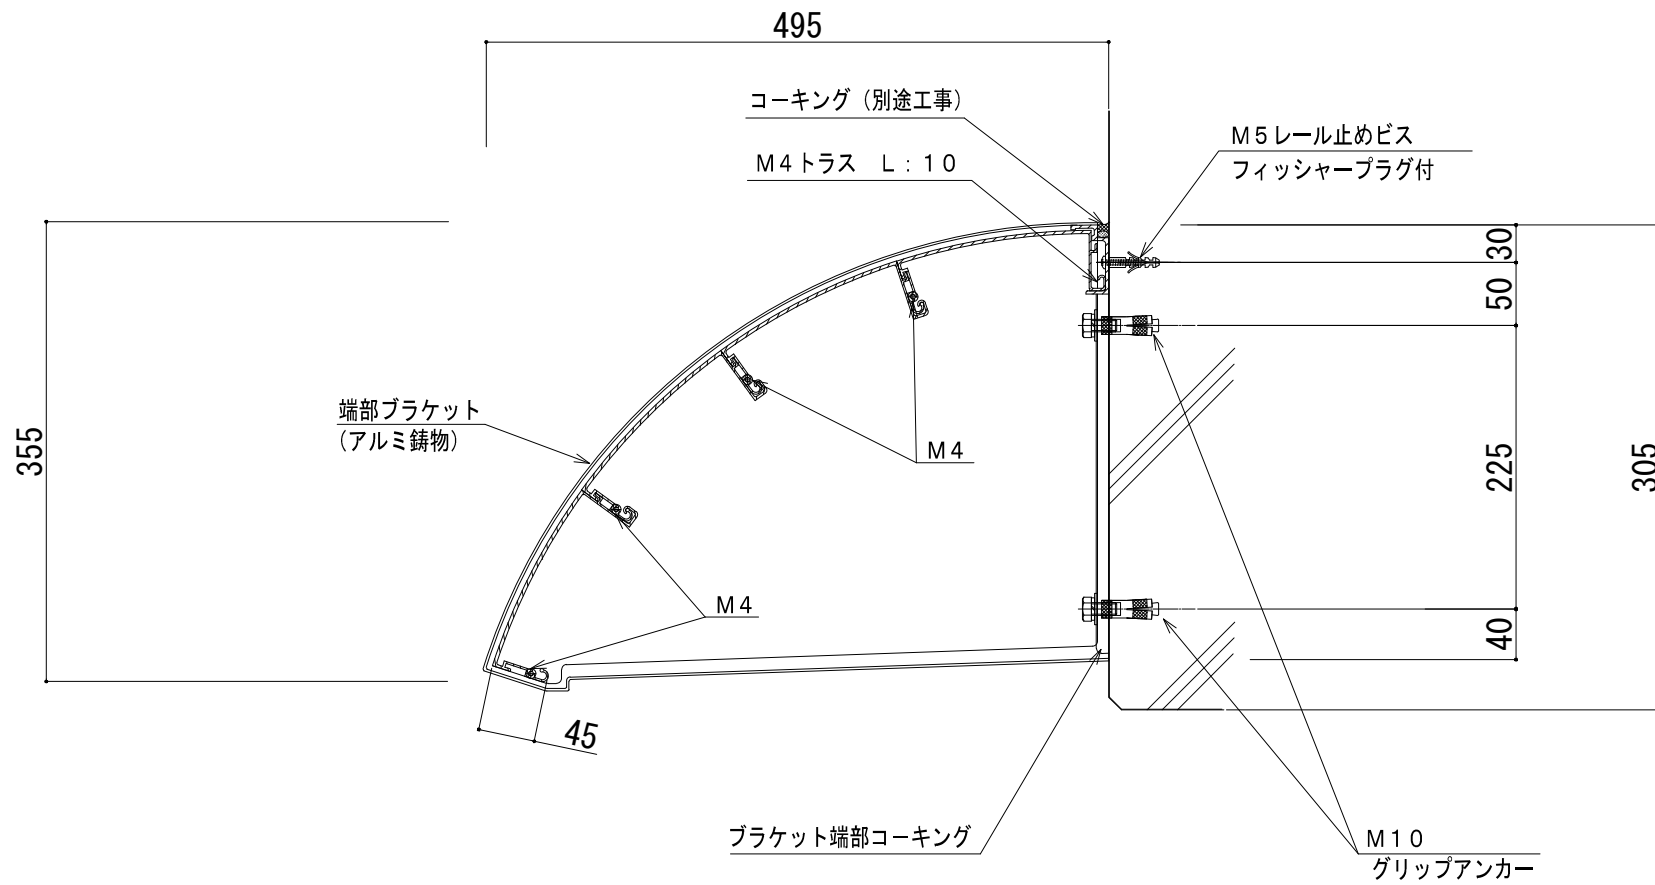 495
コーキング（別途工事）
M5レール止めビス
フィッシャープラグ付
M4トラス　L：10
30
50
端部ブラケット
（アルミ鋳物）
M4
355
225
305
M4
40
45
ブラケット端部コーキング
M10
グリップアンカー